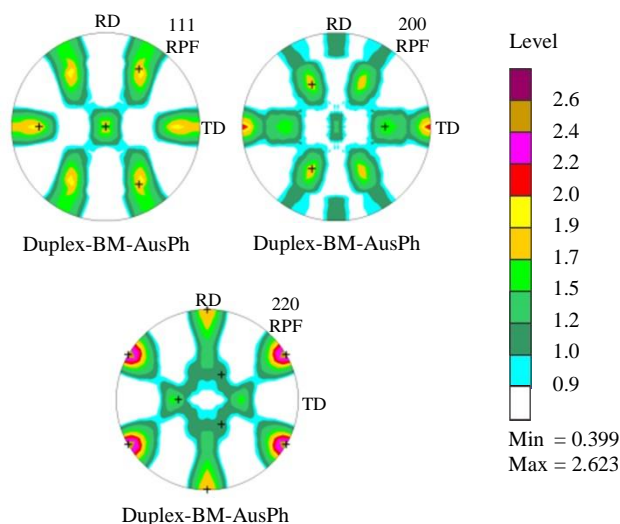 RD
111
RPF
TD
Duplex-BM-AusPh
RD
200
RPF
TD
Duplex-BM-AusPh
RD
220
RPF
TD
Duplex-BM-AusPh
Level
2.6
2.4
2.2
2.0
1.9
1.7
1.5
1.2
1.0
0.9
Min = 0.399
Max = 2.623